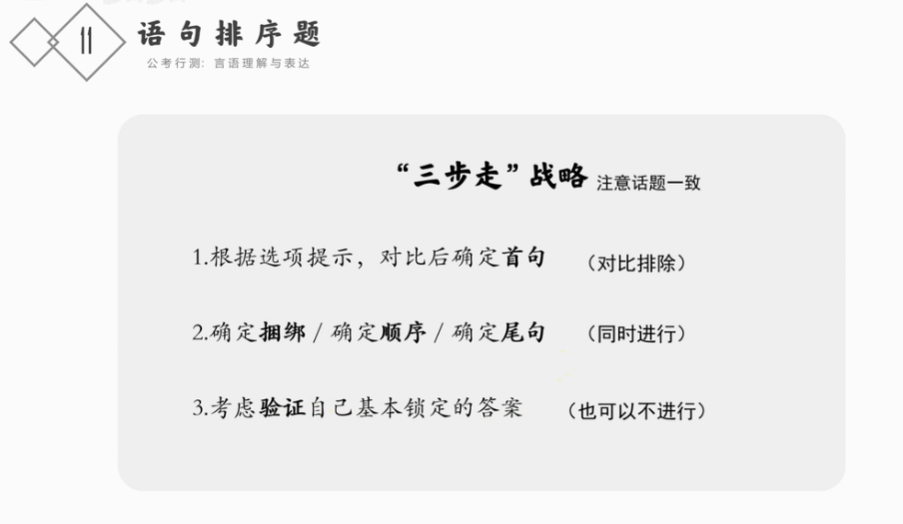 11
语句排序题
公考行测：言语理解与表达
“三步走”战略 注意话题一致
1.根据选项提示，对比后确定首句 （对比排除）
2.确定捆绑 / 确定顺序 / 确定尾句 （同时进行）
3.考虑验证自己基本锁定的答案 （也可以不进行）